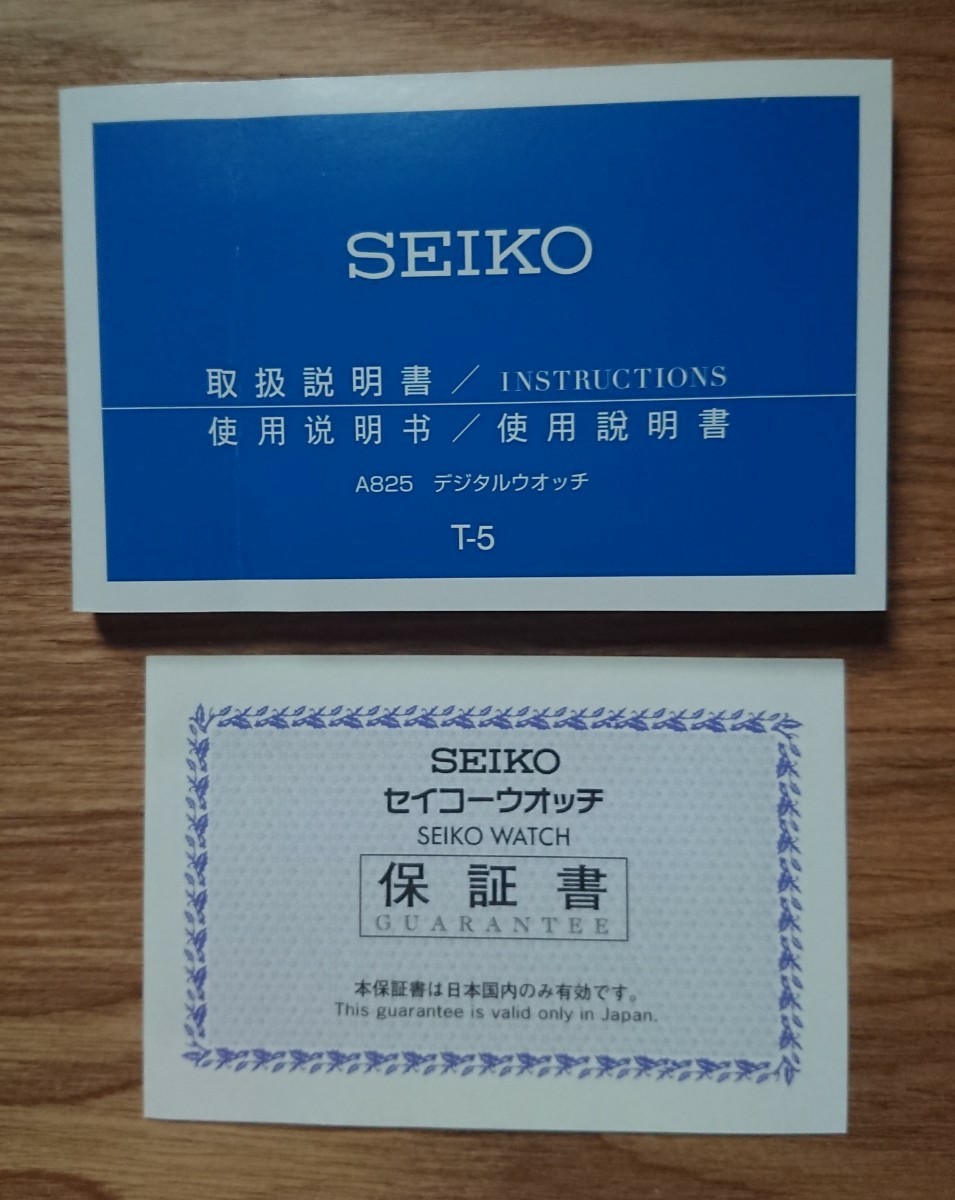 SEIKO
取扱説明書／INSTRUCTIONS
使用说明书／使用說明書
A825 デジタルウオッチ
T-5
SEIKO
セイコーウオッチ
SEIKO WATCH
保証書
GUARANTEE
本保証書は日本国内のみ有効です。
This guarantee is valid only in Japan.